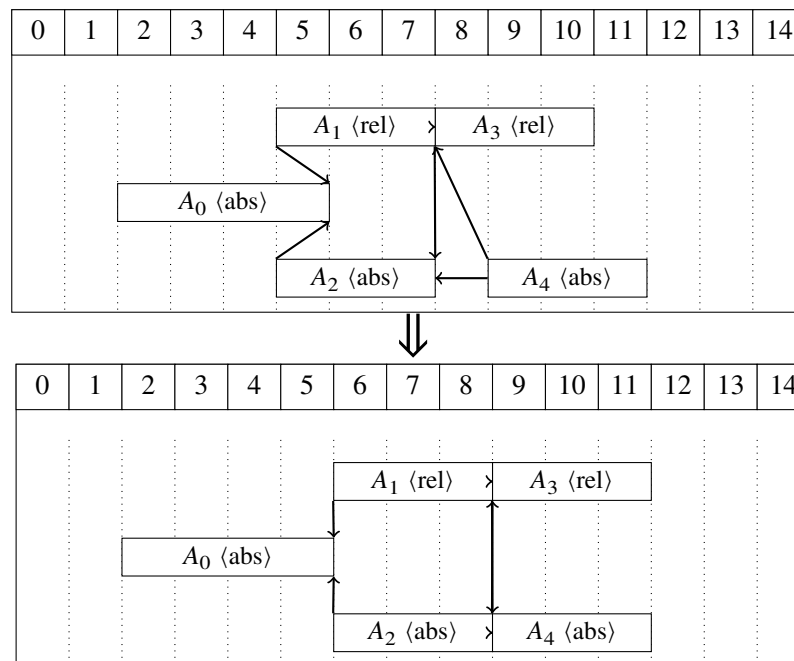 0 1 2 3 4 5 6 7 8 9 10 11 12 13 14
A₁ ⟨rel⟩ A₃ ⟨rel⟩
A₀ ⟨abs⟩
A₂ ⟨abs⟩ A₄ ⟨abs⟩
0 1 2 3 4 5 6 7 8 9 10 11 12 13 14
A₁ ⟨rel⟩ A₃ ⟨rel⟩
A₀ ⟨abs⟩
A₂ ⟨abs⟩ A₄ ⟨abs⟩